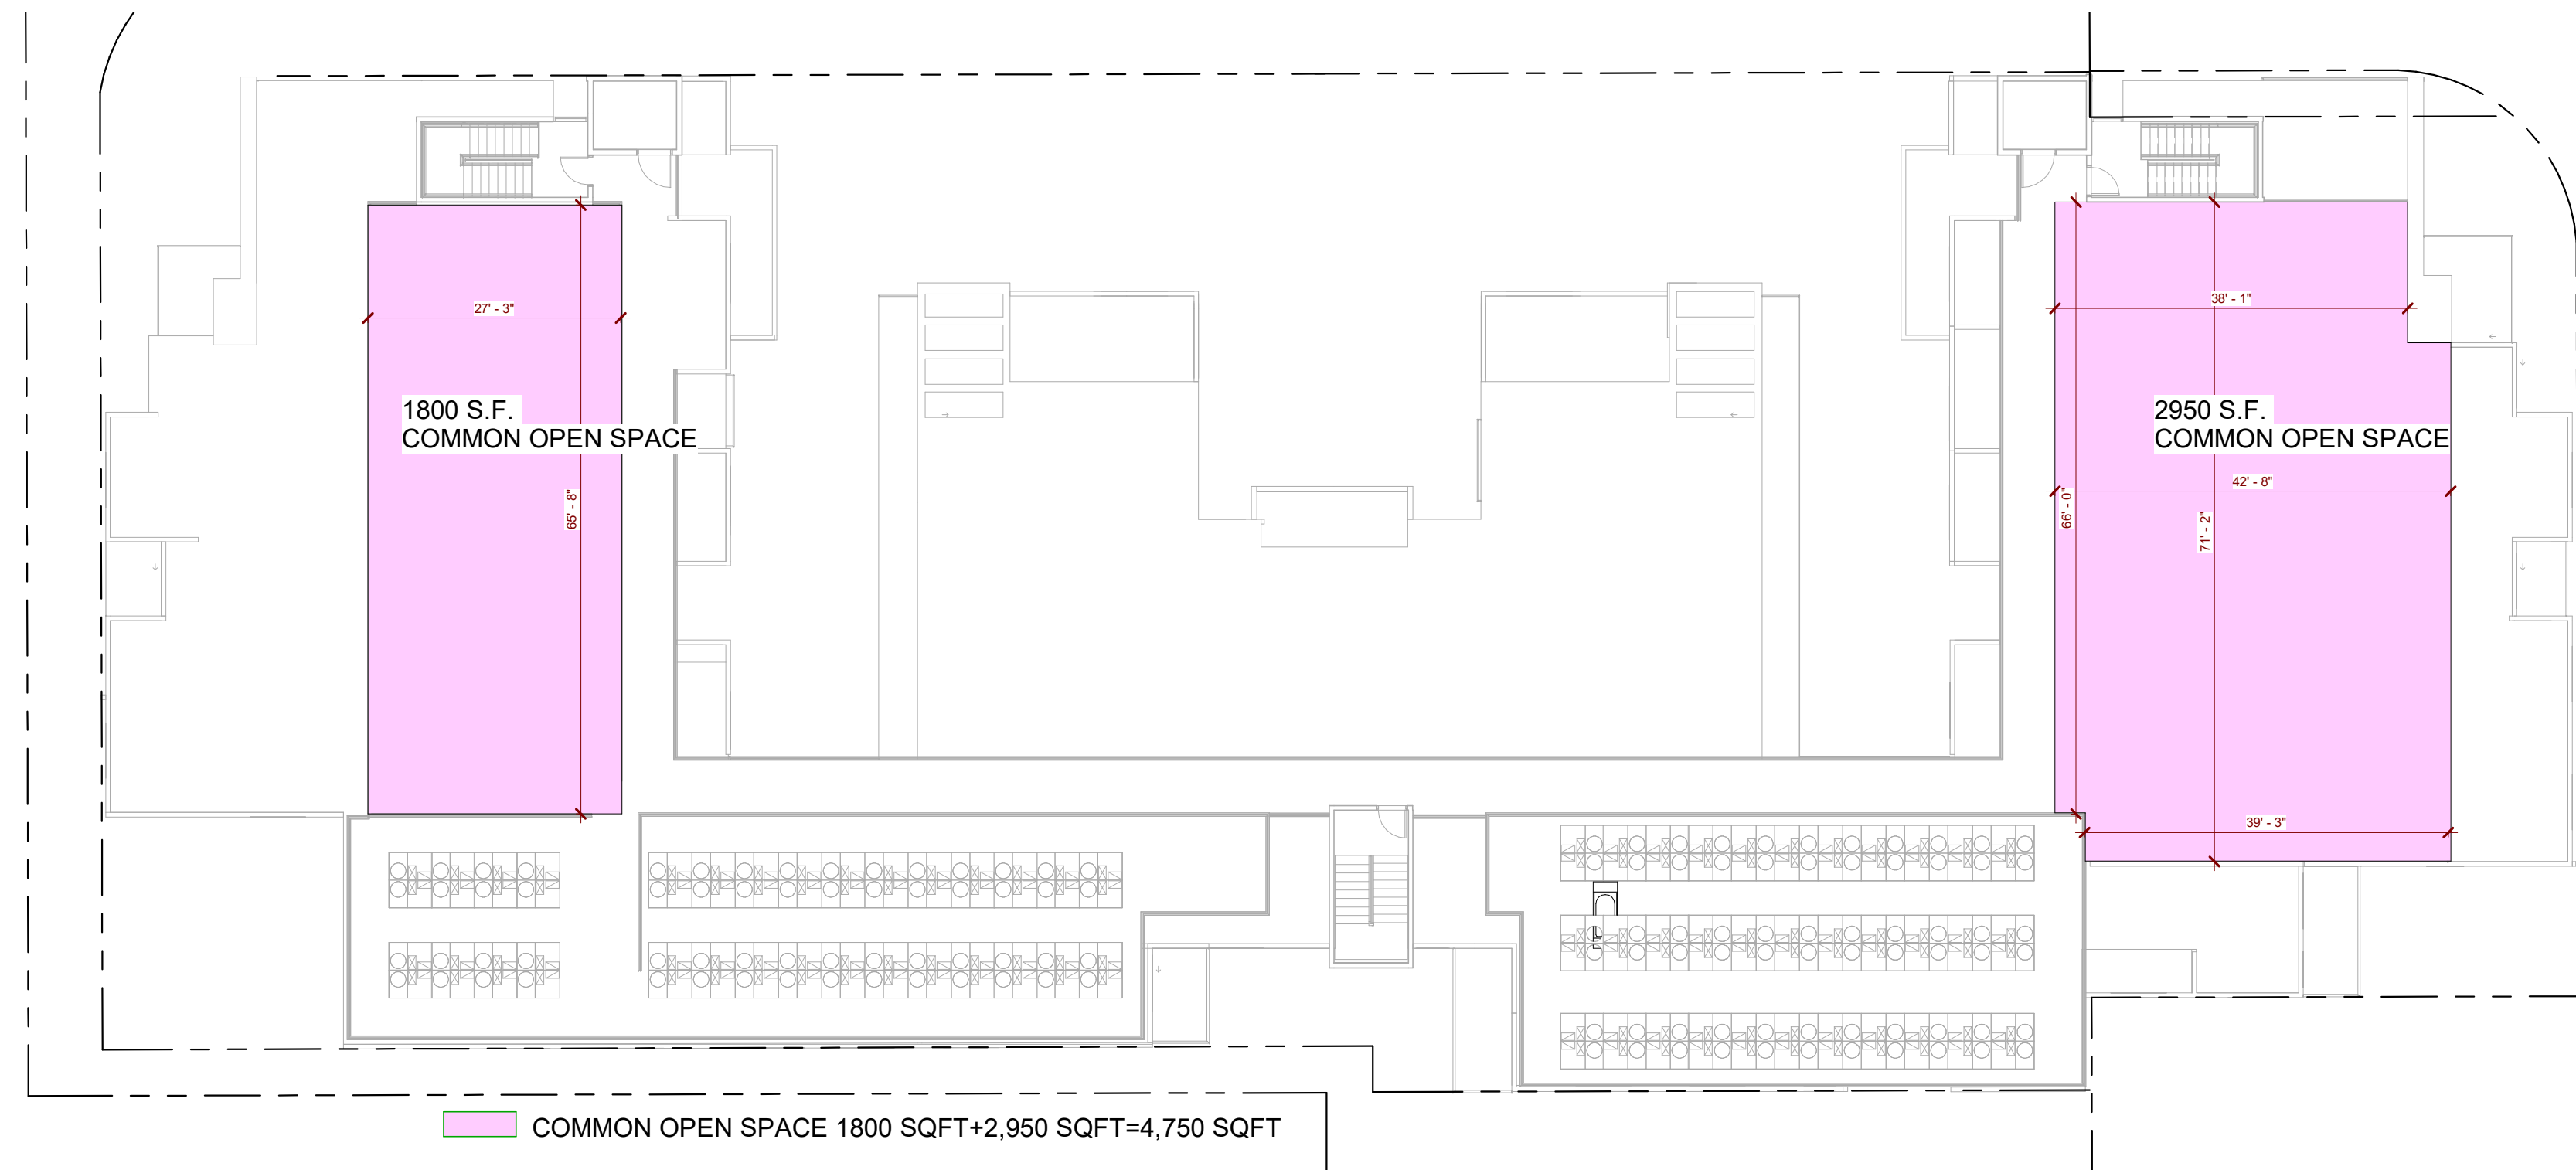 38' - 1"
27' - 3"
1800 S.F.
COMMON OPEN SPACE
2950 S.F.
COMMON OPEN SPACE
42' - 8"
65' - 8"
66' - 0"
71' - 2"
39' - 3"
COMMON OPEN SPACE 1800 SQFT+2,950 SQFT=4,750 SQFT